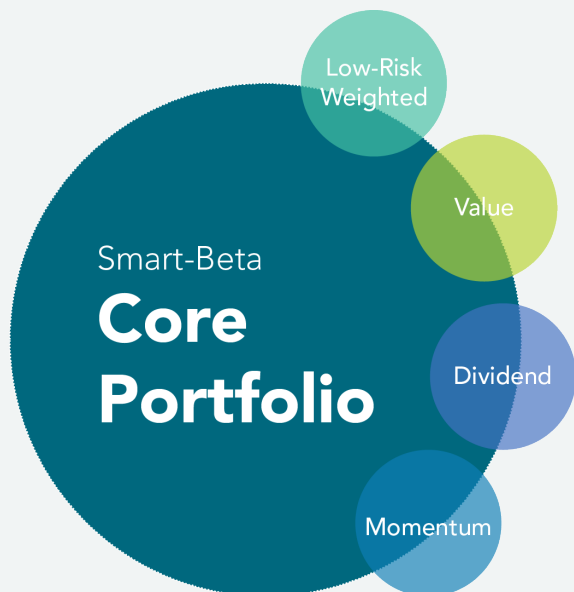 Low-Risk
Weighted
Value
Smart-Beta
Core
Portfolio
Dividend
Momentum